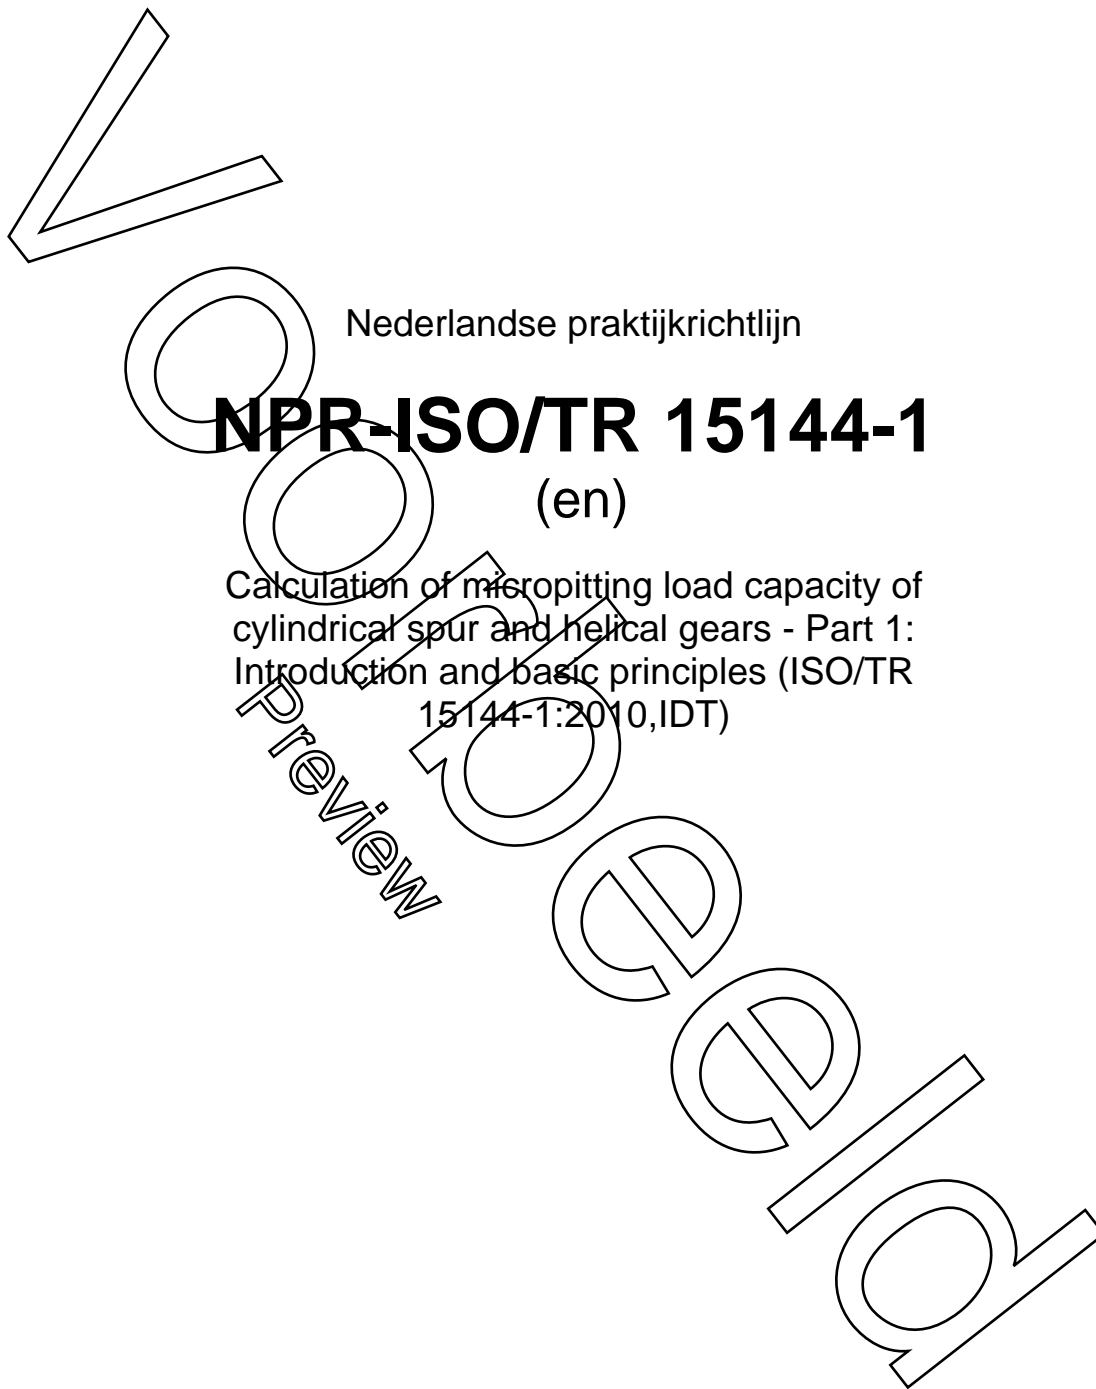 Nederlandse praktijkrichtlijn
NPR-ISO/TR 15144-1
(en)
Calculation of micropitting load capacity of
cylindrical spur and helical gears - Part 1:
Introduction and basic principles (ISO/TR
15144-1:2010,IDT)
Voorbeeld
Preview